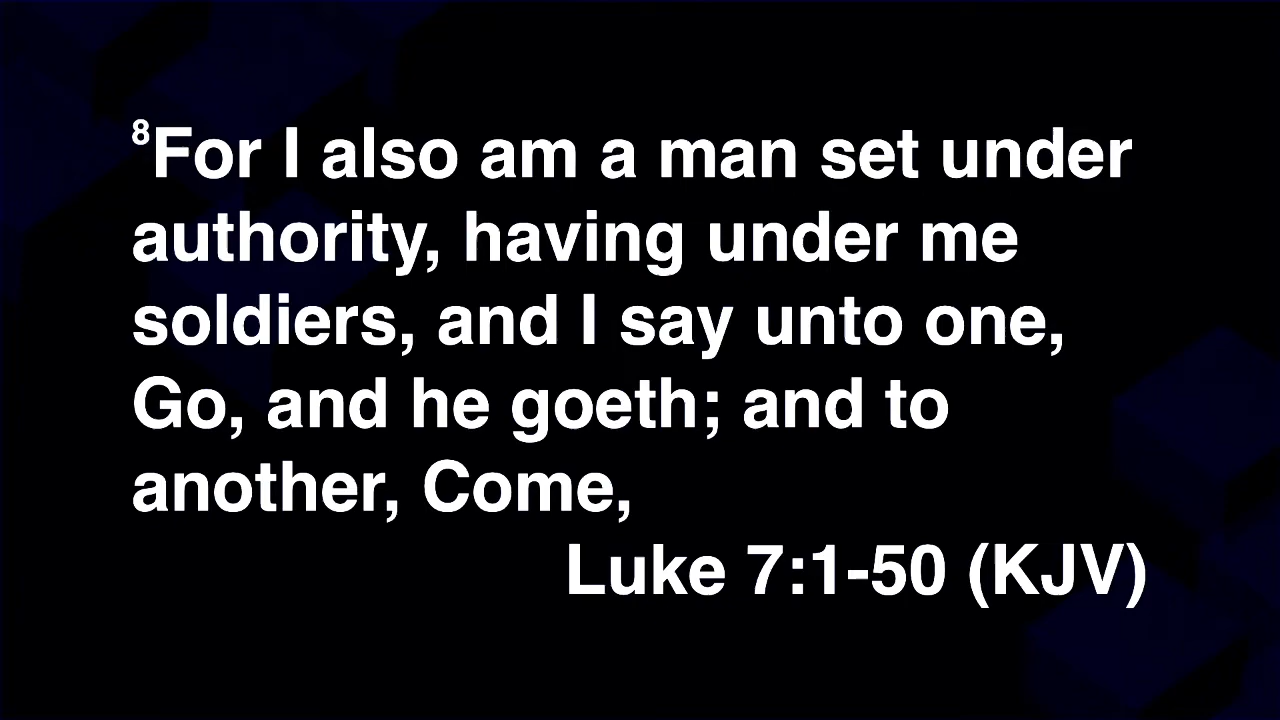 8For I also am a man set under
authority, having under me
soldiers, and I say unto one,
Go, and he goeth; and to
another, Come,
Luke 7:1-50 (KJV)